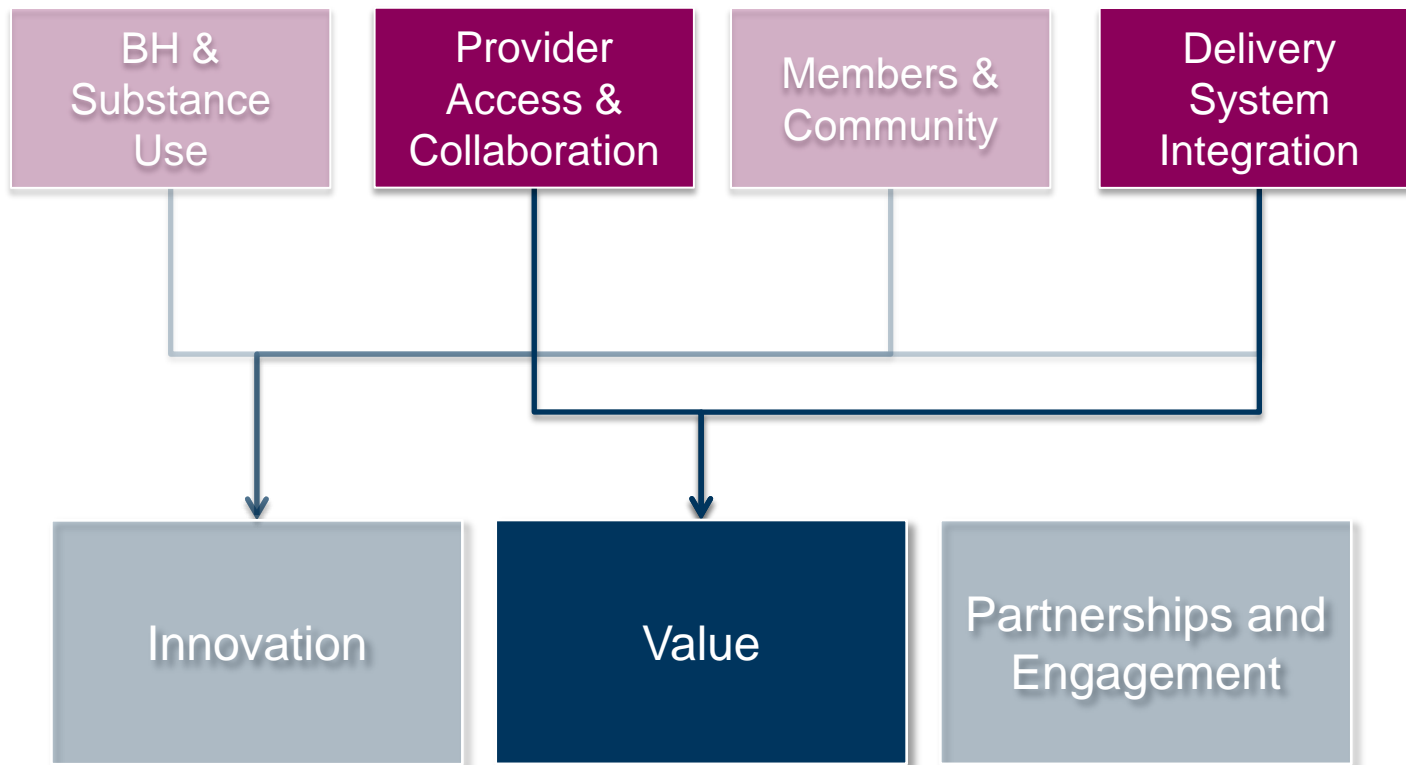 BH &
Substance
Use
Provider
Access &
Collaboration
Members &
Community
Delivery
System
Integration
Innovation
Value
Partnerships and
Engagement